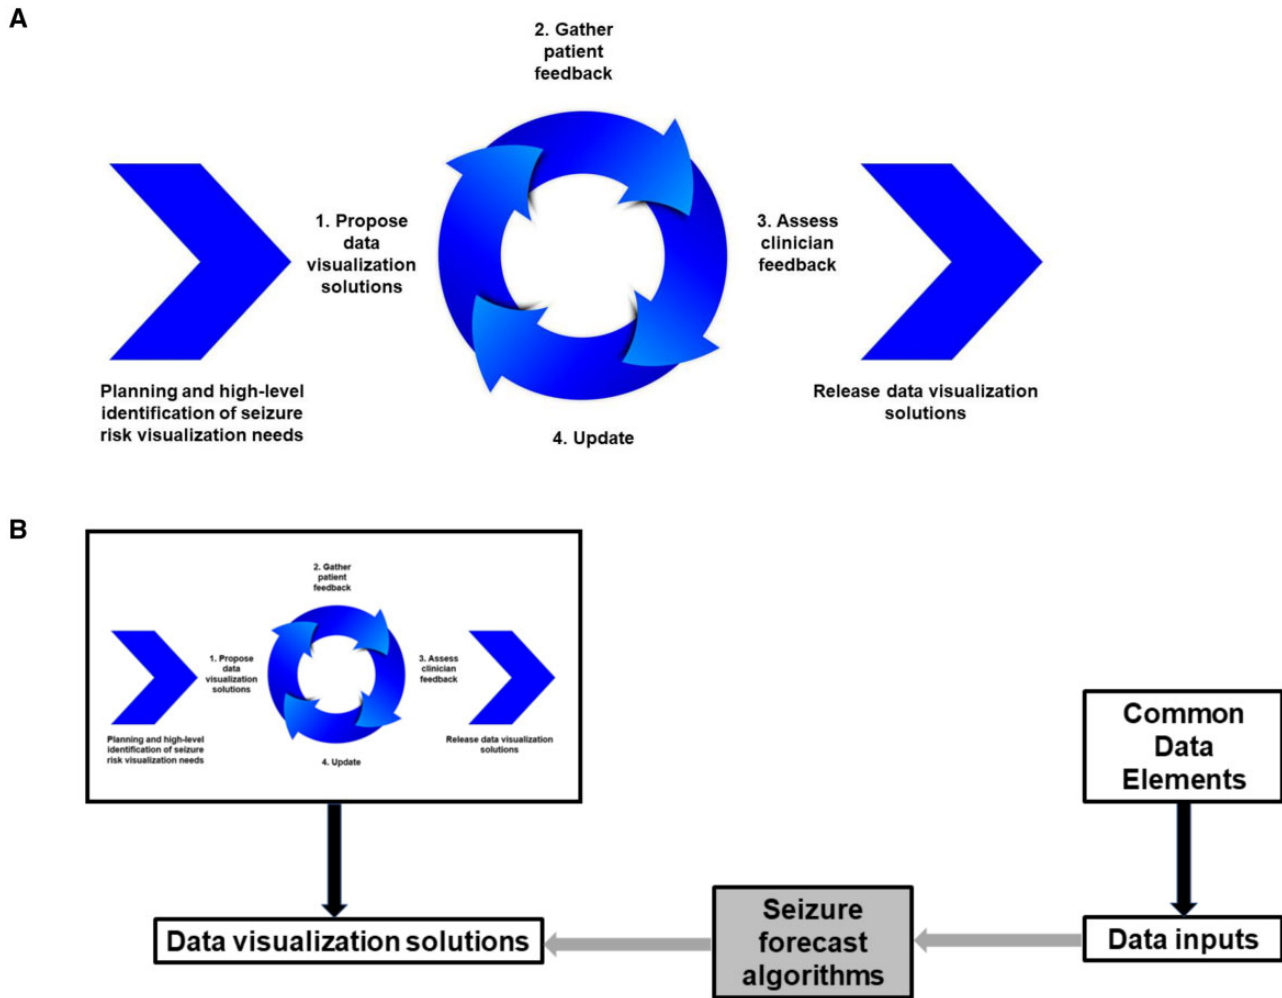 A
2. Gather
patient
feedback
1. Propose
data
visualization
solutions
3. Assess
clinician
feedback
4. Update
Planning and high-level
identification of seizure
risk visualization needs
Release data visualization
solutions
B
2. Gather
patient
feedback
1. Propose
data
visualization
solutions
3. Assess
clinician
feedback
4. Update
Planning and high-level
identification of seizure
risk visualization needs
Release data visualization
solutions
Common
Data
Elements
Data visualization solutions
Seizure
forecast
algorithms
Data inputs